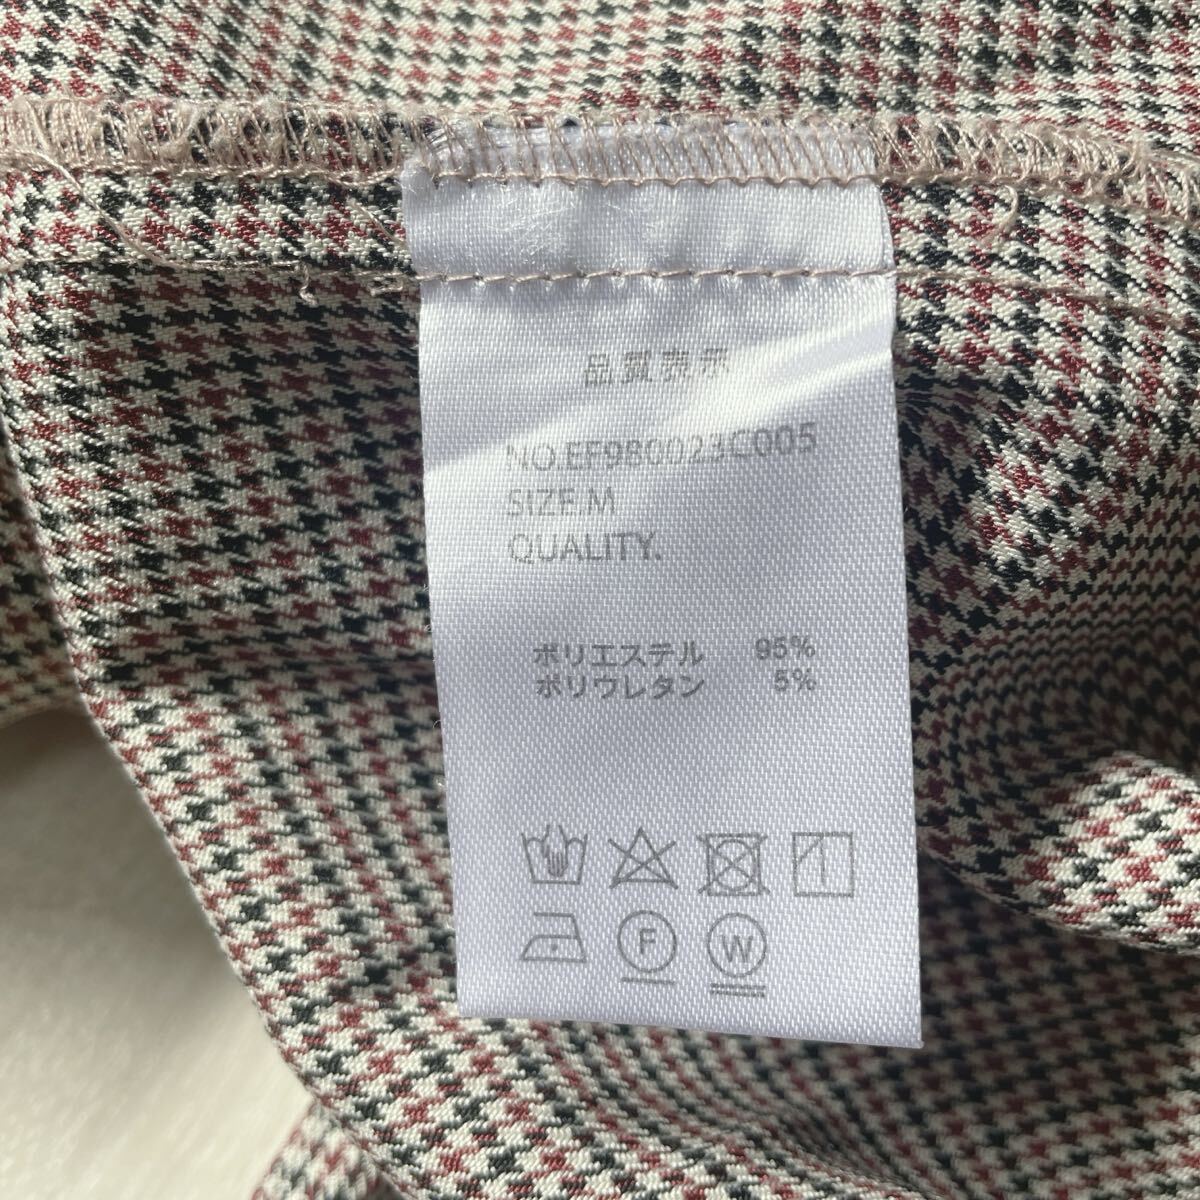 品質表示
NO.EF980023C005
SIZE.M
QUALITY.
ポリエステル 95%
ポリウレタン 5%
F W